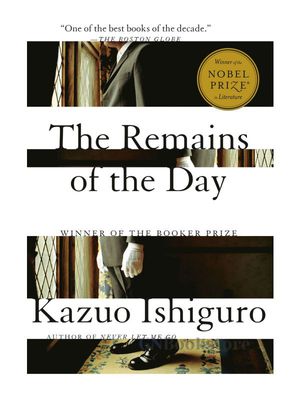 “One of the best books of the decade.”
—THE BOSTON GLOBE
Winner of the
NOBEL
PRIZE®
in Literature
The Remains
of the Day
WINNER OF THE BOOKER PRIZE
Kazuo Ishiguro
AUTHOR OF NEVER LET ME GO